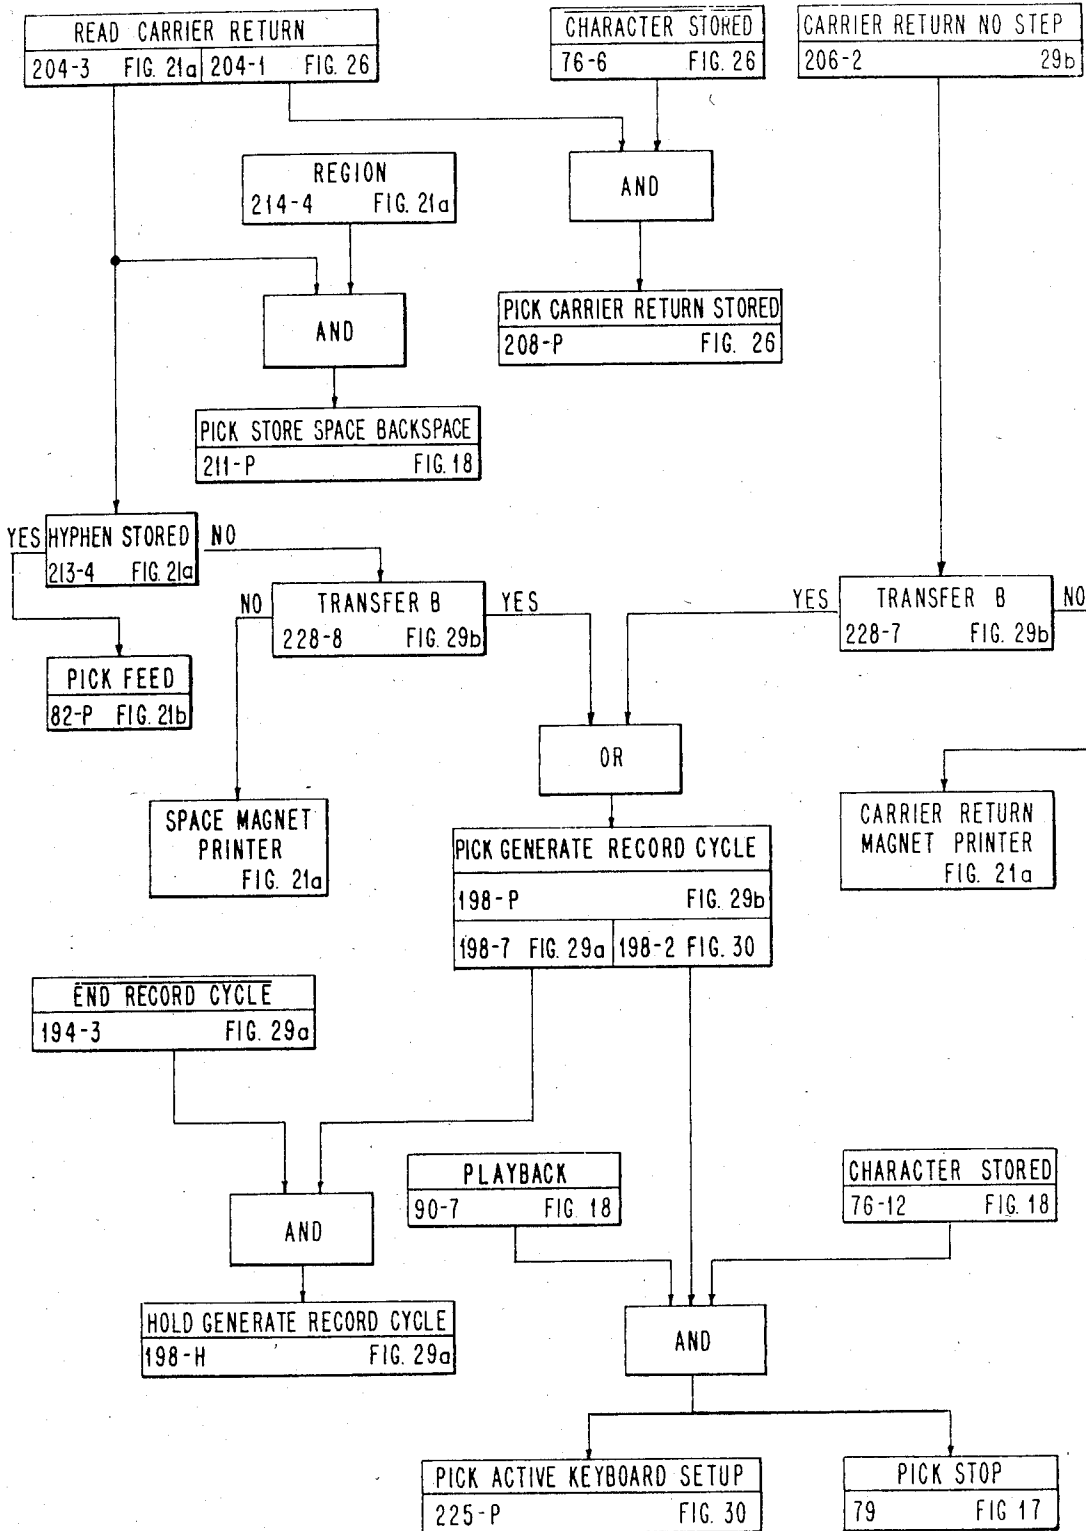 READ CARRIER RETURN
204-3 FIG. 21a 204-1 FIG. 26
CHARACTER STORED
76-6 FIG. 26
CARRIER RETURN NO STEP
206-2 29b
REGION
214-4 FIG. 21a
AND
AND
PICK CARRIER RETURN STORED
208-P FIG. 26
PICK STORE SPACE BACKSPACE
211-P FIG. 18
YES
HYPHEN STORED
213-4 FIG. 21a
NO
NO
TRANSFER B
228-8 FIG. 29b
YES
YES
TRANSFER B
228-7 FIG. 29b
NO
PICK FEED
82-P FIG. 21b
OR
SPACE MAGNET
PRINTER
FIG. 21a
CARRIER RETURN
MAGNET PRINTER
FIG. 21a
PICK GENERATE RECORD CYCLE
198-P FIG. 29b
198-7 FIG. 29a 198-2 FIG. 30
END RECORD CYCLE
194-3 FIG. 29a
PLAYBACK
90-7 FIG. 18
CHARACTER STORED
76-12 FIG. 18
AND
HOLD GENERATE RECORD CYCLE
198-H FIG. 29a
AND
PICK ACTIVE KEYBOARD SETUP
225-P FIG. 30
PICK STOP
79 FIG 17